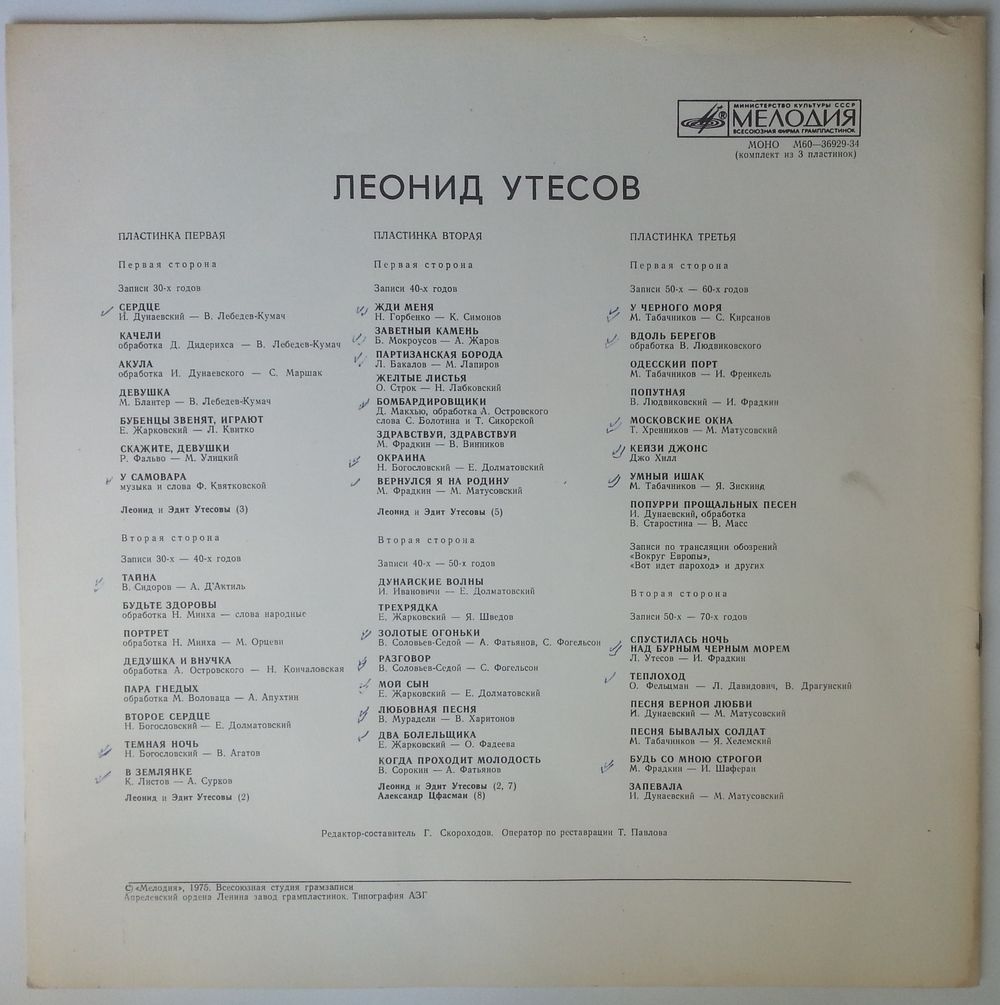 МИНИСТЕРСТВО КУЛЬТУРЫ СССР
МЕЛОДИЯ
ВСЕСОЮЗНАЯ ФИРМА ГРАМПЛАСТИНОК
МОНО М60—36929-34
(комплект из 3 пластинок)
ЛЕОНИД УТЕСОВ
ПЛАСТИНКА ПЕРВАЯ
Первая сторона
Записи 30-х годов
СЕРДЦЕ
И. Дунаевский — В. Лебедев-Кумач
КАЧЕЛИ
обработка Д. Дидерихса — В. Лебедев-Кумач
АКУЛА
обработка И. Дунаевского — С. Маршак
ДЕВУШКА
М. Блантер — В. Лебедев-Кумач
БУБЕНЦЫ ЗВЕНЯТ, ИГРАЮТ
Е. Жарковский — Л. Квитко
СКАЖИТЕ, ДЕВУШКИ
Р. Фальво — М. Улицкий
У САМОВАРА
музыка и слова Ф. Квятковской
Леонид и Эдит Утесовы (3)
Вторая сторона
Записи 30-х — 40-х годов
ТАЙНА
В. Сидоров — А. Д'Актиль
БУДЬТЕ ЗДОРОВЫ
обработка Н. Минха — слова народные
ПОРТРЕТ
обработка Н. Минха — М. Орцеви
ДЕДУШКА И ВНУЧКА
обработка А. Островского — Н. Кончаловская
ПАРА ГНЕДЫХ
обработка М. Воловаца — А. Апухтин
ВТОРОЕ СЕРДЦЕ
Н. Богословский — Е. Долматовский
ТЕМНАЯ НОЧЬ
Н. Богословский — В. Агатов
В ЗЕМЛЯНКЕ
К. Листов — А. Сурков
Леонид и Эдит Утесовы (2)
ПЛАСТИНКА ВТОРАЯ
Первая сторона
Записи 40-х годов
ЖДИ МЕНЯ
Н. Горбенко — К. Симонов
ЗАВЕТНЫЙ КАМЕНЬ
Б. Мокроусов — А. Жаров
ПАРТИЗАНСКАЯ БОРОДА
Л. Бакалов — М. Лапиров
ЖЕЛТЫЕ ЛИСТЬЯ
О. Строк — Н. Лабковский
БОМБАРДИРОВЩИКИ
Д. Макхью, обработка А. Островского
слова С. Болотина и Т. Сикорской
ЗДРАВСТВУЙ, ЗДРАВСТВУЙ
М. Фрадкин — В. Винников
ОКРАИНА
Н. Богословский — Е. Долматовский
ВЕРНУЛСЯ Я НА РОДИНУ
М. Фрадкин — М. Матусовский
Леонид и Эдит Утесовы (5)
Вторая сторона
Записи 40-х — 50-х годов
ДУНАЙСКИЕ ВОЛНЫ
И. Иванович — Е. Долматовский
ТРЕХРЯДКА
Е. Жарковский — Я. Шведов
ЗОЛОТЫЕ ОГОНЬКИ
В. Соловьев-Седой — А. Фатьянов, С. Фогельсон
РАЗГОВОР
В. Соловьев-Седой — С. Фогельсон
МОЙ СЫН
Е. Жарковский — Е. Долматовский
ЛЮБОВНАЯ ПЕСНЯ
В. Мурадели — В. Харитонов
ДВА БОЛЕЛЬЩИКА
Е. Жарковский — О. Фадеева
КОГДА ПРОХОДИТ МОЛОДОСТЬ
В. Сорокин — А. Фатьянов
Леонид и Эдит Утесовы (2, 7)
Александр Цфасман (8)
ПЛАСТИНКА ТРЕТЬЯ
Первая сторона
Записи 50-х — 60-х годов
У ЧЕРНОГО МОРЯ
М. Табачников — С. Кирсанов
ВДОЛЬ БЕРЕГОВ
обработка В. Людвиковского
ОДЕССКИЙ ПОРТ
М. Табачников — И. Френкель
ПОПУТНАЯ
В. Людвиковский — И. Фрадкин
МОСКОВСКИЕ ОКНА
Т. Хренников — М. Матусовский
КЕЙЗИ ДЖОНС
Джо Хилл
УМНЫЙ ИШАК
М. Табачников — Я. Зискинд
ПОПУРРИ ПРОЩАЛЬНЫХ ПЕСЕН
И. Дунаевский, обработка
В. Старостина — В. Масс
Записи по трансляции обозрений
«Вокруг Европы»,
«Вот идет пароход» и других
Вторая сторона
Записи 50-х — 70-х годов
СПУСТИЛАСЬ НОЧЬ
НАД БУРНЫМ ЧЕРНЫМ МОРЕМ
Л. Утесов — И. Фрадкин
ТЕПЛОХОД
О. Фельцман — Л. Давидович, В. Драгунский
ПЕСНЯ ВЕРНОЙ ЛЮБВИ
И. Дунаевский — М. Матусовский
ПЕСНЯ БЫВАЛЫХ СОЛДАТ
М. Табачников — Я. Хелемский
БУДЬ СО МНОЮ СТРОГОЙ
М. Фрадкин — И. Шаферан
ЗАПЕВАЛА
И. Дунаевский — М. Матусовский
Редактор-составитель Г. Скороходов. Оператор по реставрации Т. Павлова
© «Мелодия», 1975. Всесоюзная студия грамзаписи
Апрелевский ордена Ленина завод грампластинок. Типография АЗГ